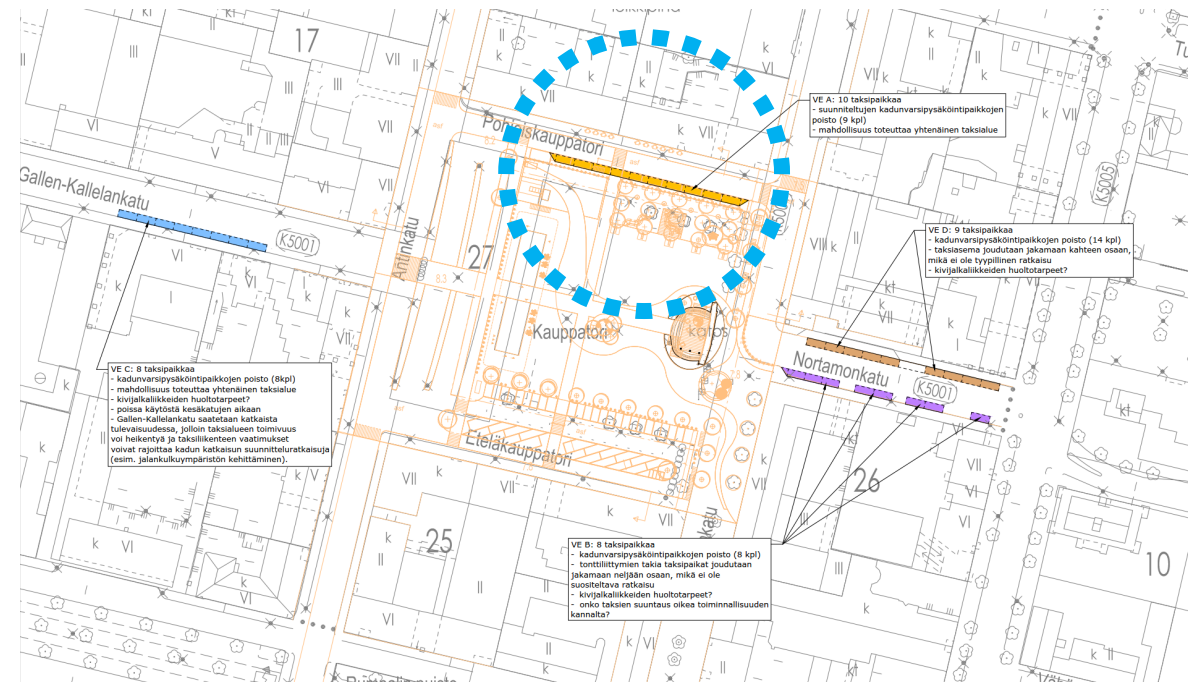 17
VE A: 10 taksipaikkaa
- suunniteltujen kadunvarsipysäköintipaikkojen
poisto (9 kpl)
- mahdollisuus toteuttaa yhtenäinen taksialue
Pohjoiskauppatori
Gallen-Kallelankatu
K5001
Antinkatu
27
K5005
VE D: 9 taksipaikkaa
- kadunvarsipysäköintipaikkojen poisto (14 kpl)
- taksiasema joudutaan jakamaan kahteen osaan,
mikä ei ole tyypillinen ratkaisu
- kivijalkaliikkeiden huoltotarpeet?
Kauppatori
katos
Nortamonkatu
K5001
VE C: 8 taksipaikkaa
- kadunvarsipysäköintipaikkojen poisto (8kpl)
- mahdollisuus toteuttaa yhtenäinen taksialue
- kivijalkaliikkeiden huoltotarpeet?
- poissa käytöstä kesäkatujen aikaan
- Gallen-Kallelankatu saatetaan katkaista
tulevaisuudessa, jolloin taksialueen toimivuus
voi heikentyä ja taksiliikenteen vaatimukset
voivat rajoittaa kadun katkaisun suunnitteluratkaisuja
(esim. jalankulkuympäristön kehittäminen).
Eteläkauppatori
26
25
10
VE B: 8 taksipaikkaa
- kadunvarsipysäköintipaikkojen poisto (8 kpl)
- tonttiliittymien takia taksipaikat joudutaan
jakamaan neljään osaan, mikä ei ole
suositeltava ratkaisu
- kivijalkaliikkeiden huoltotarpeet?
- onko taksien suuntaus oikea toiminnallisuuden
kannalta?